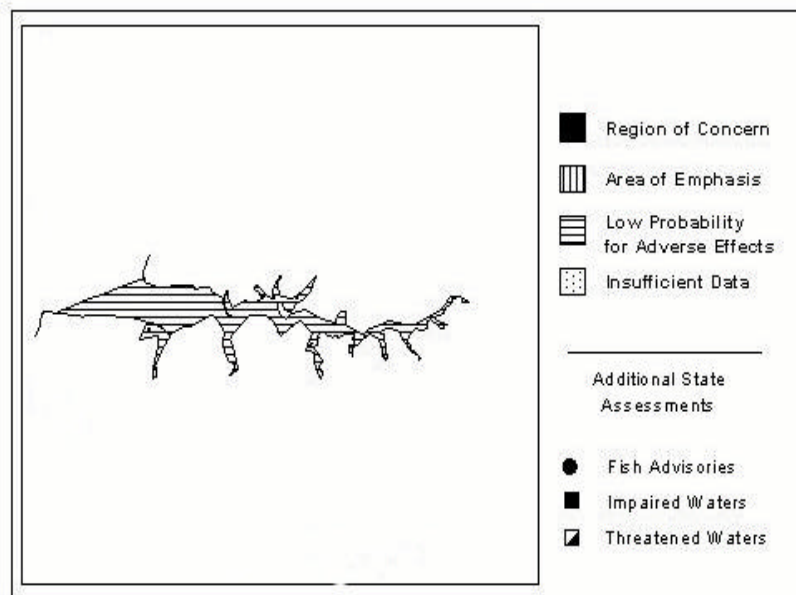 Region of Concern
Area of Emphasis
Low Probability
for Adverse Effects
Insufficient Data
Additional State
Assessments
Fish Advisories
Impaired Waters
Threatened Waters